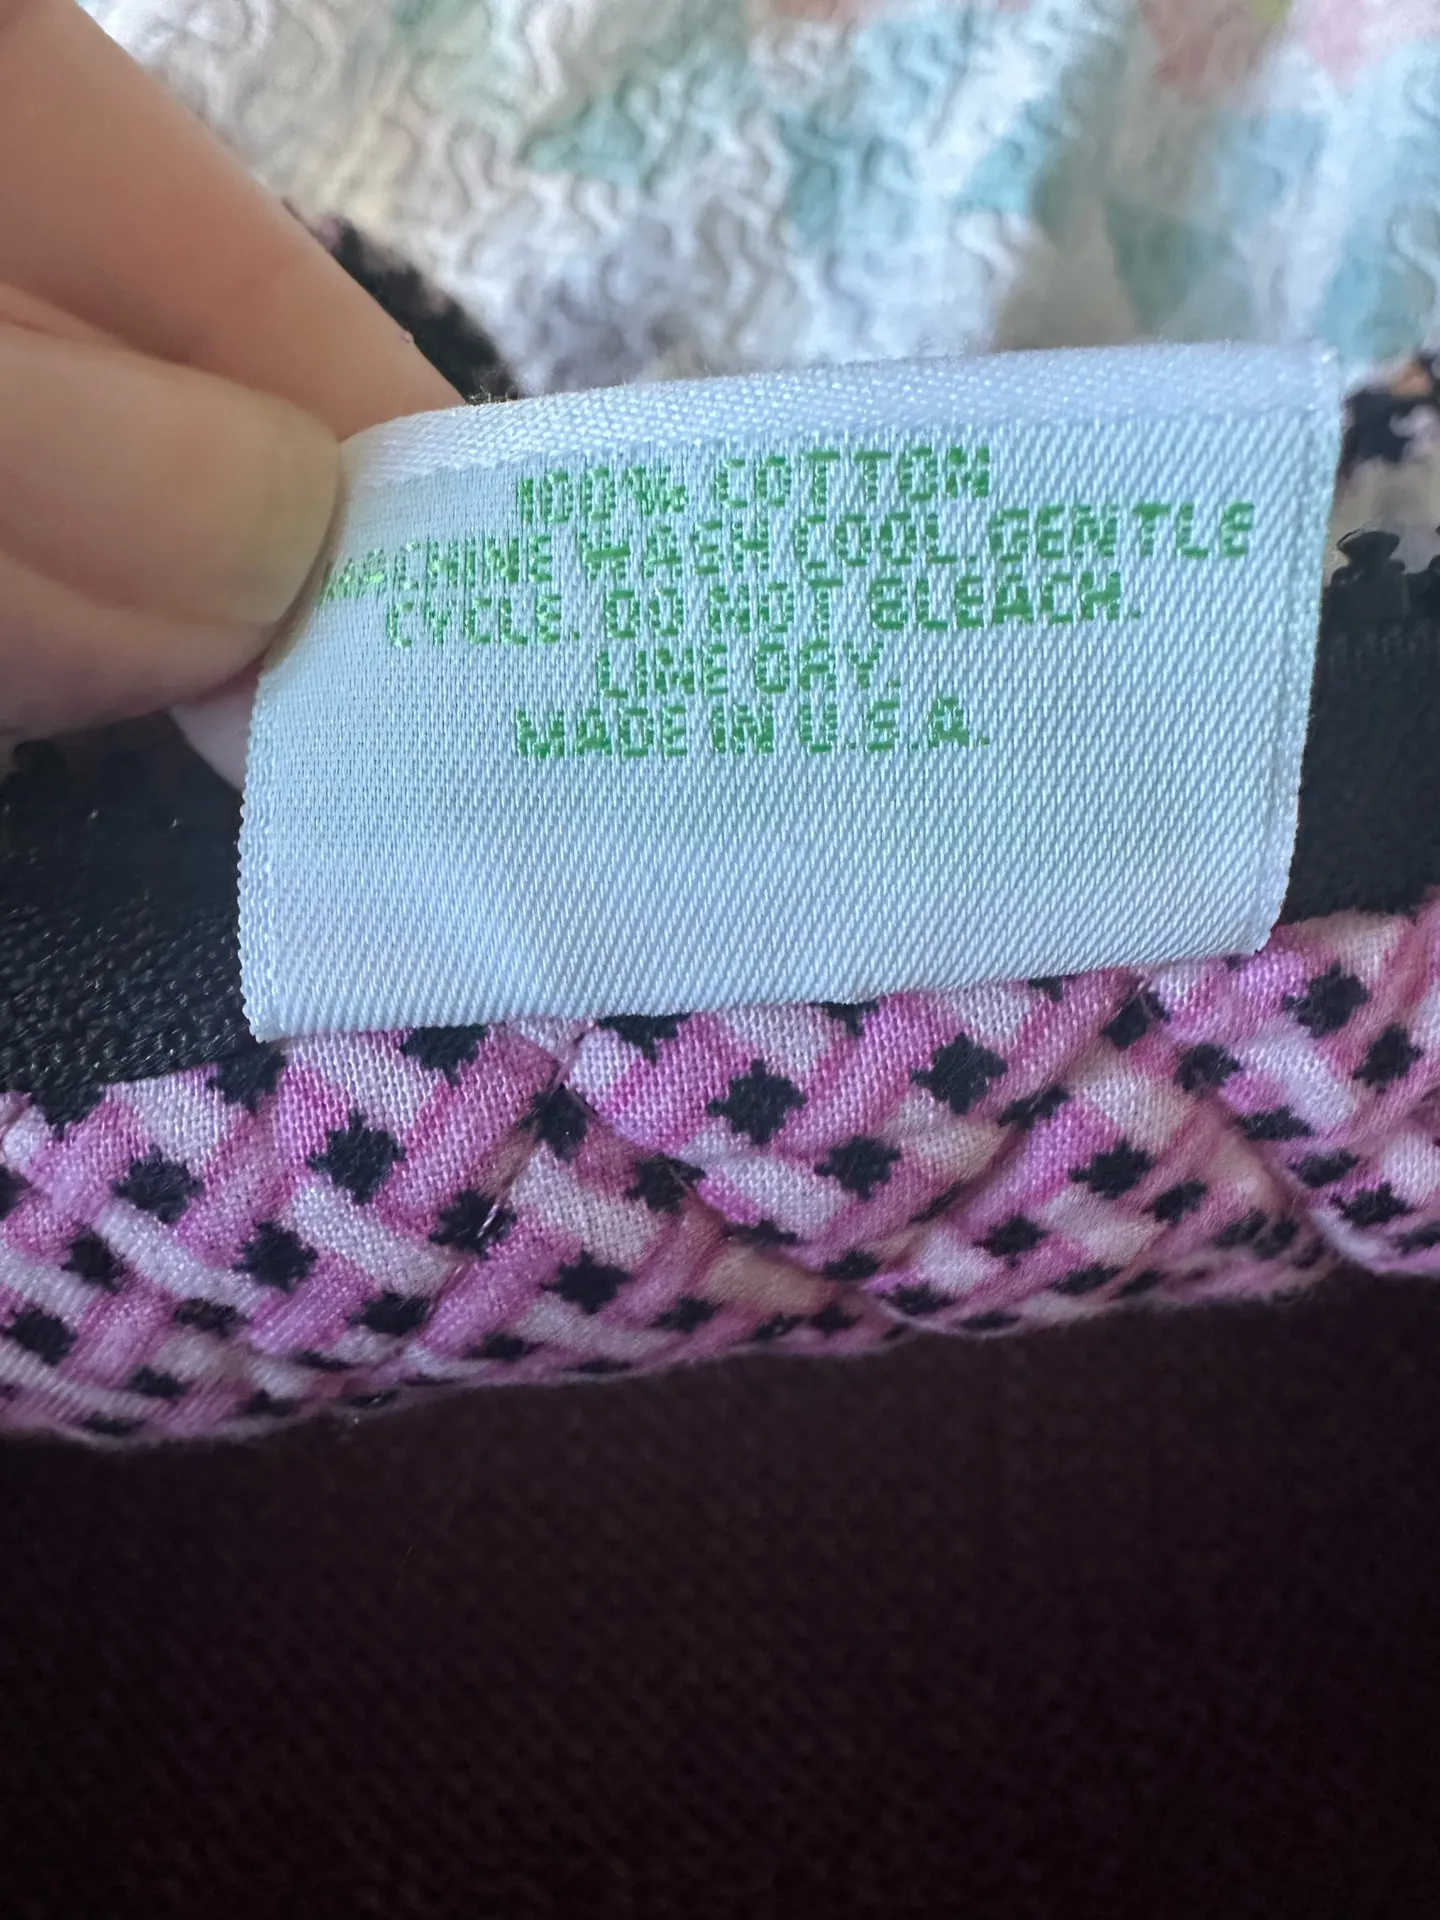 100% COTTON
MACHINE WASH COOL.GENTLE
CYCLE. DO NOT BLEACH.
LINE DRY.
MADE IN U.S.A.